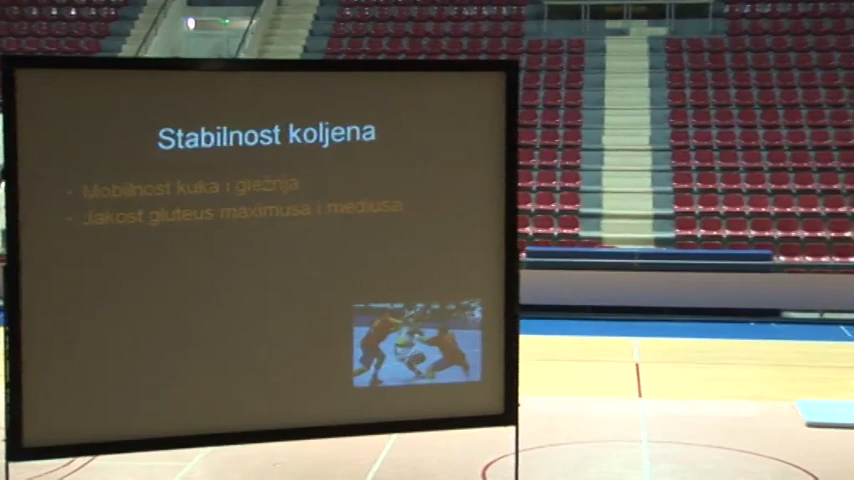 Stabilnost koljena
• Mobilnost kuka i gležnja
• Jakost gluteus maximusa i mediusa